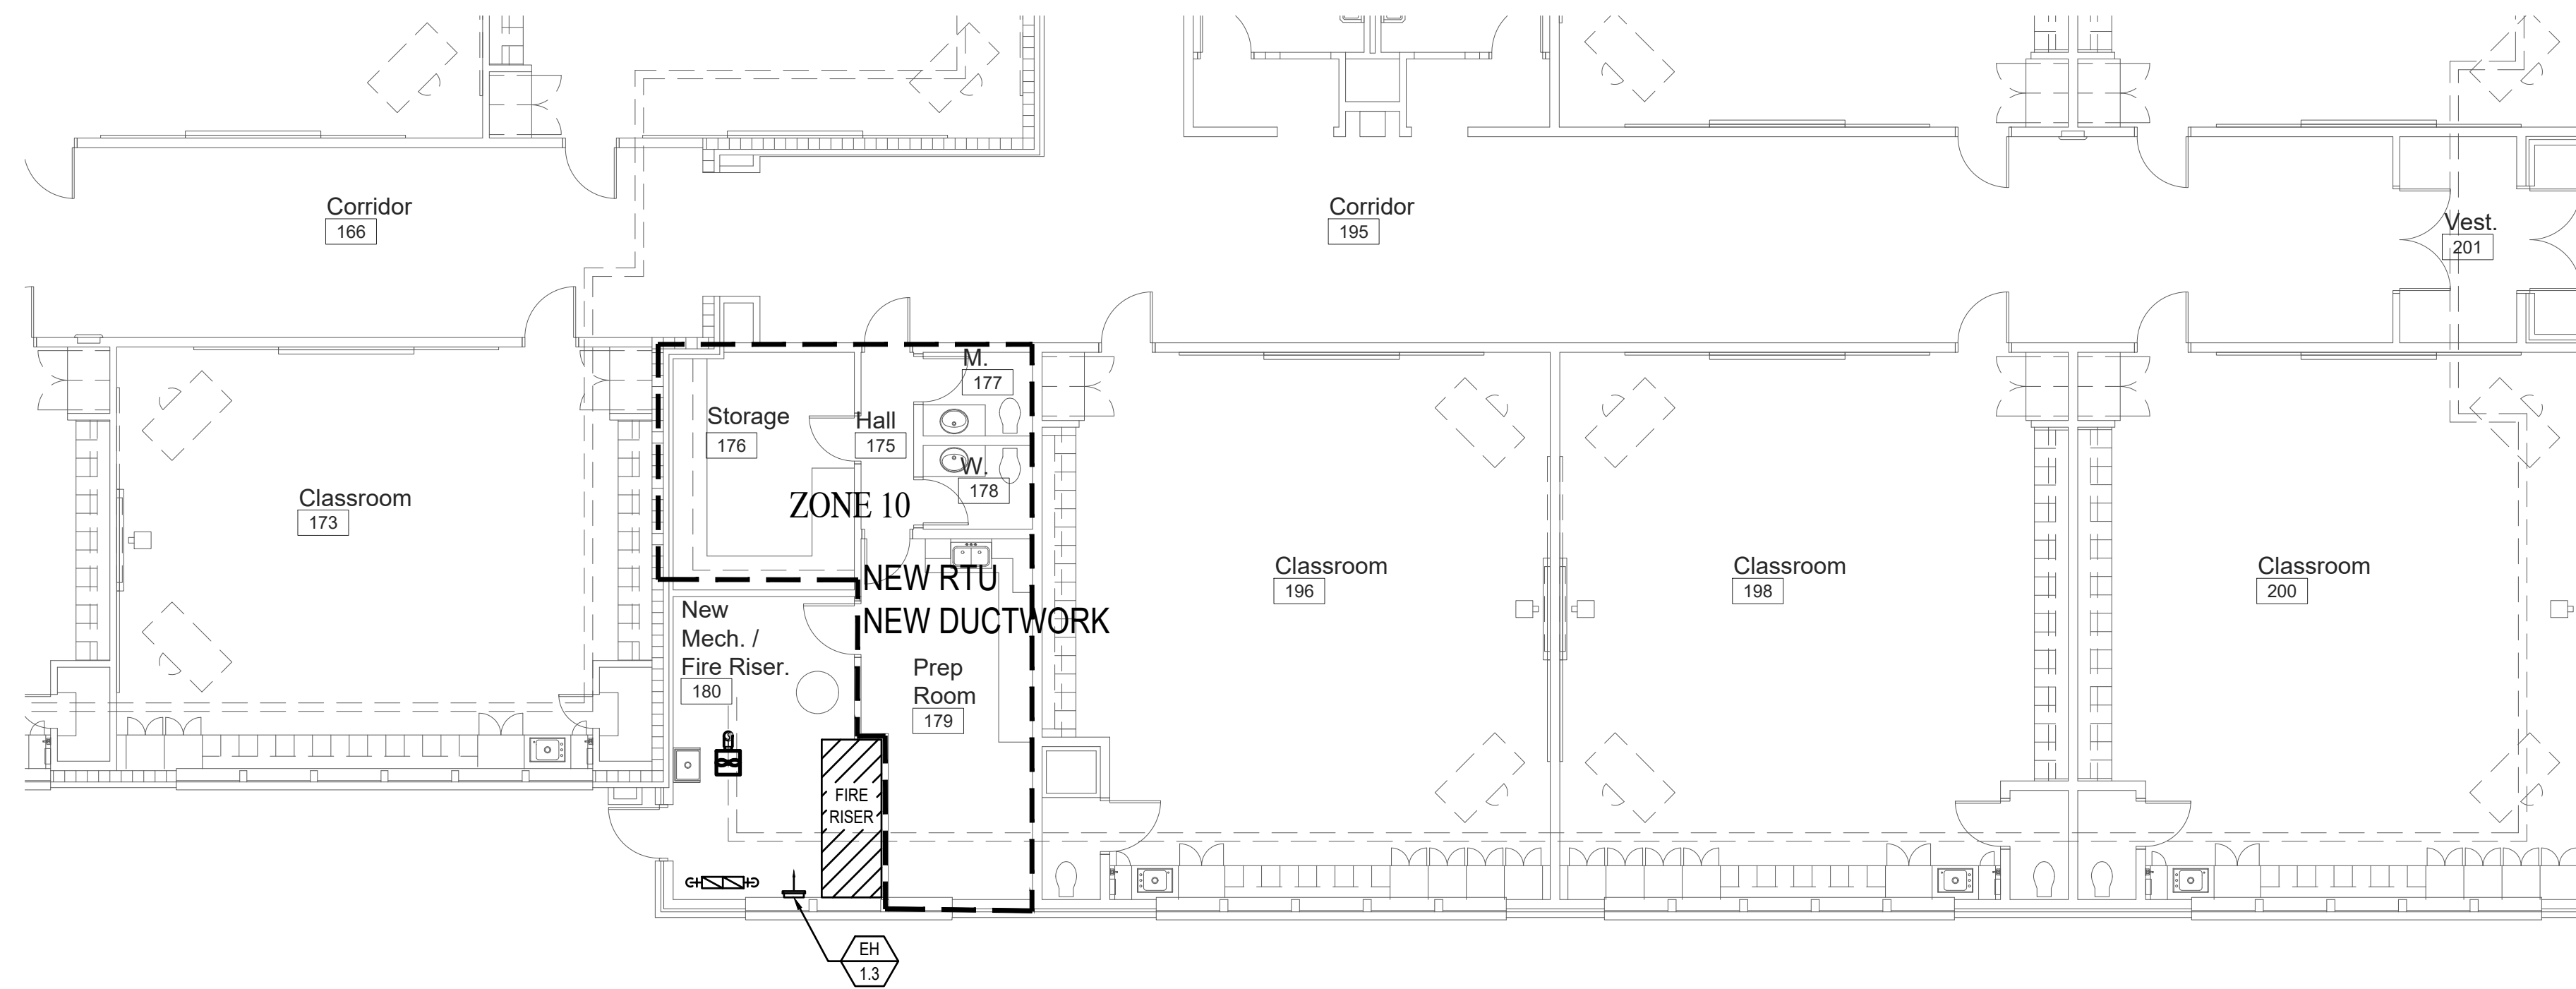 Corridor
166
Corridor
195
Vest.
201
M.
177
Storage
176
Hall
175
W.
178
ZONE 10
Classroom
173
NEW RTU
NEW DUCTWORK
Classroom
196
Classroom
198
Classroom
200
New
Mech. /
Fire Riser.
180
Prep
Room
179
FIRE
RISER
EH
1.3